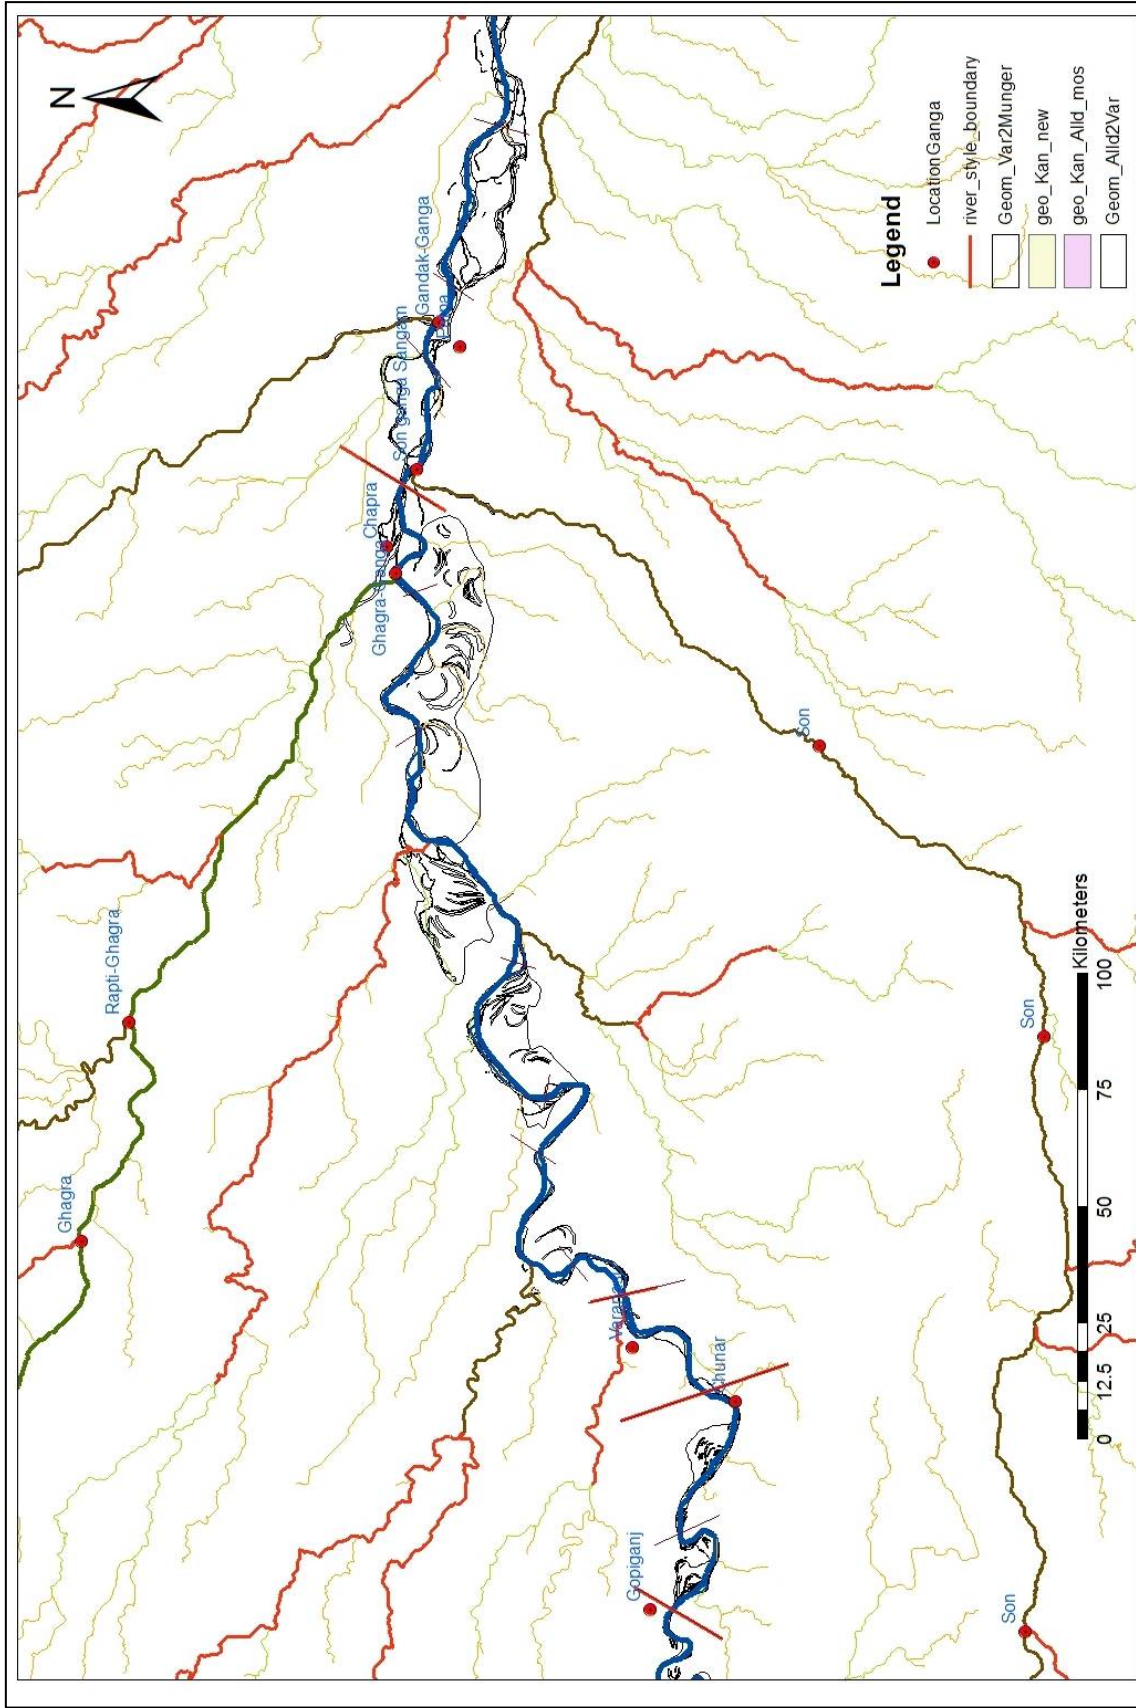 N
Ghagra
Rapti-Ghagra
Gopiganj
Chunar
Ghagra-Ganga
Chapra
Son ganga Sangam
Gandak-Ganga
Son
Son
Son
Legend
LocationGanga
river_style_boundary
Geom_Var2Munger
geo_Kan_new
geo_Kan_Alld_mos
Geom_Alld2Var
Kilometers
0 12.5 25 50 75 100